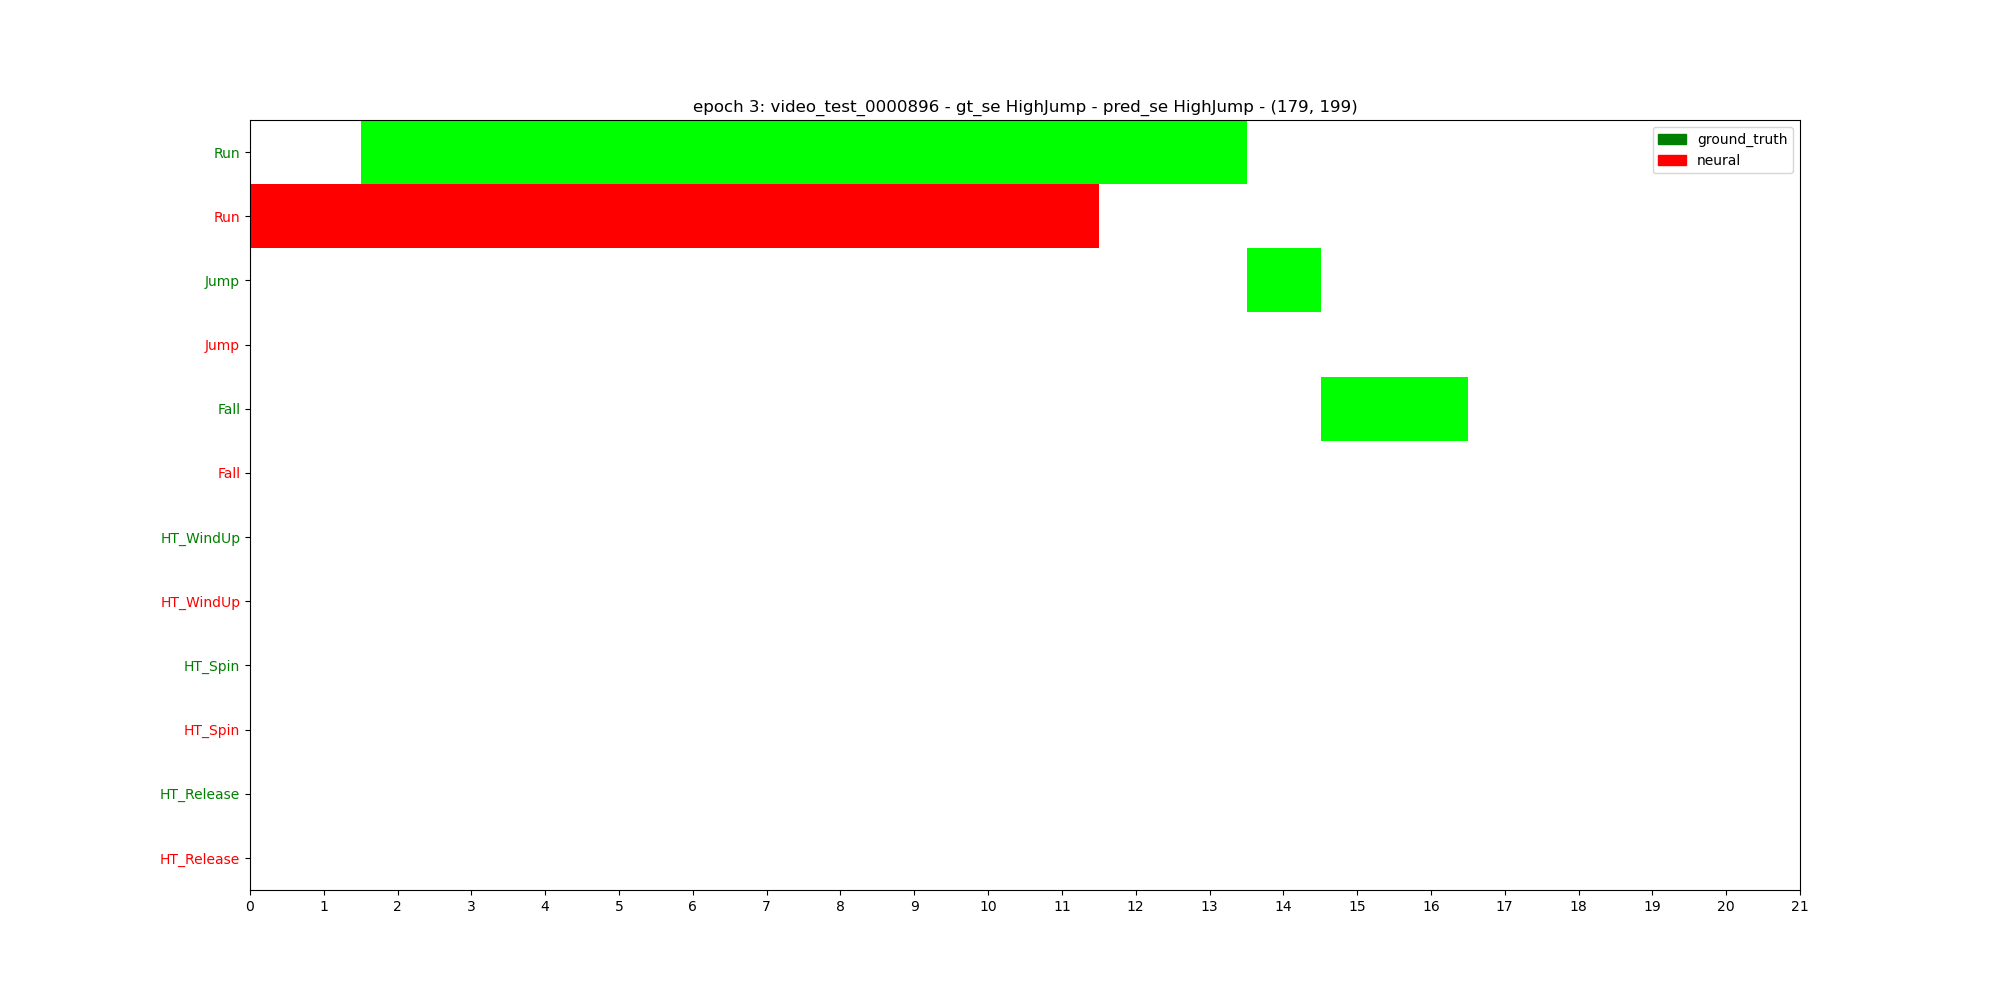 epoch 3: video_test_0000896 - gt_se HighJump - pred_se HighJump - (179, 199)
ground_truth
neural
Run
Run
Jump
Jump
Fall
Fall
HT_WindUp
HT_WindUp
HT_Spin
HT_Spin
HT_Release
HT_Release
0 1 2 3 4 5 6 7 8 9 10 11 12 13 14 15 16 17 18 19 20 21